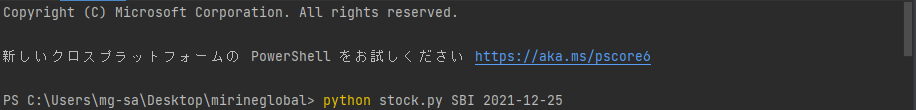 Copyright (C) Microsoft Corporation. All rights reserved.
新しいクロスプラットフォームの PowerShell をお試しください https://aka.ms/pscore6
PS C:\Users\mg-sa\Desktop\mirineglobal> python stock.py SBI 2021-12-25